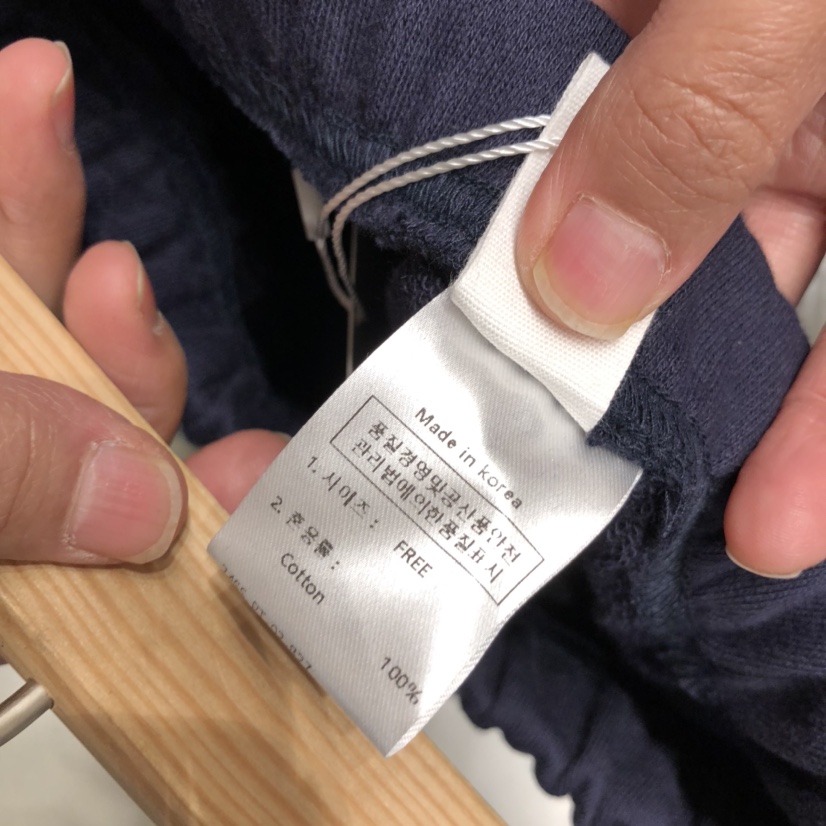 Made in korea
품질경영및공산품안전
관리법에의한품질표시
1. 사이즈 :
FREE
2. 혼용률 :
Cotton
100%